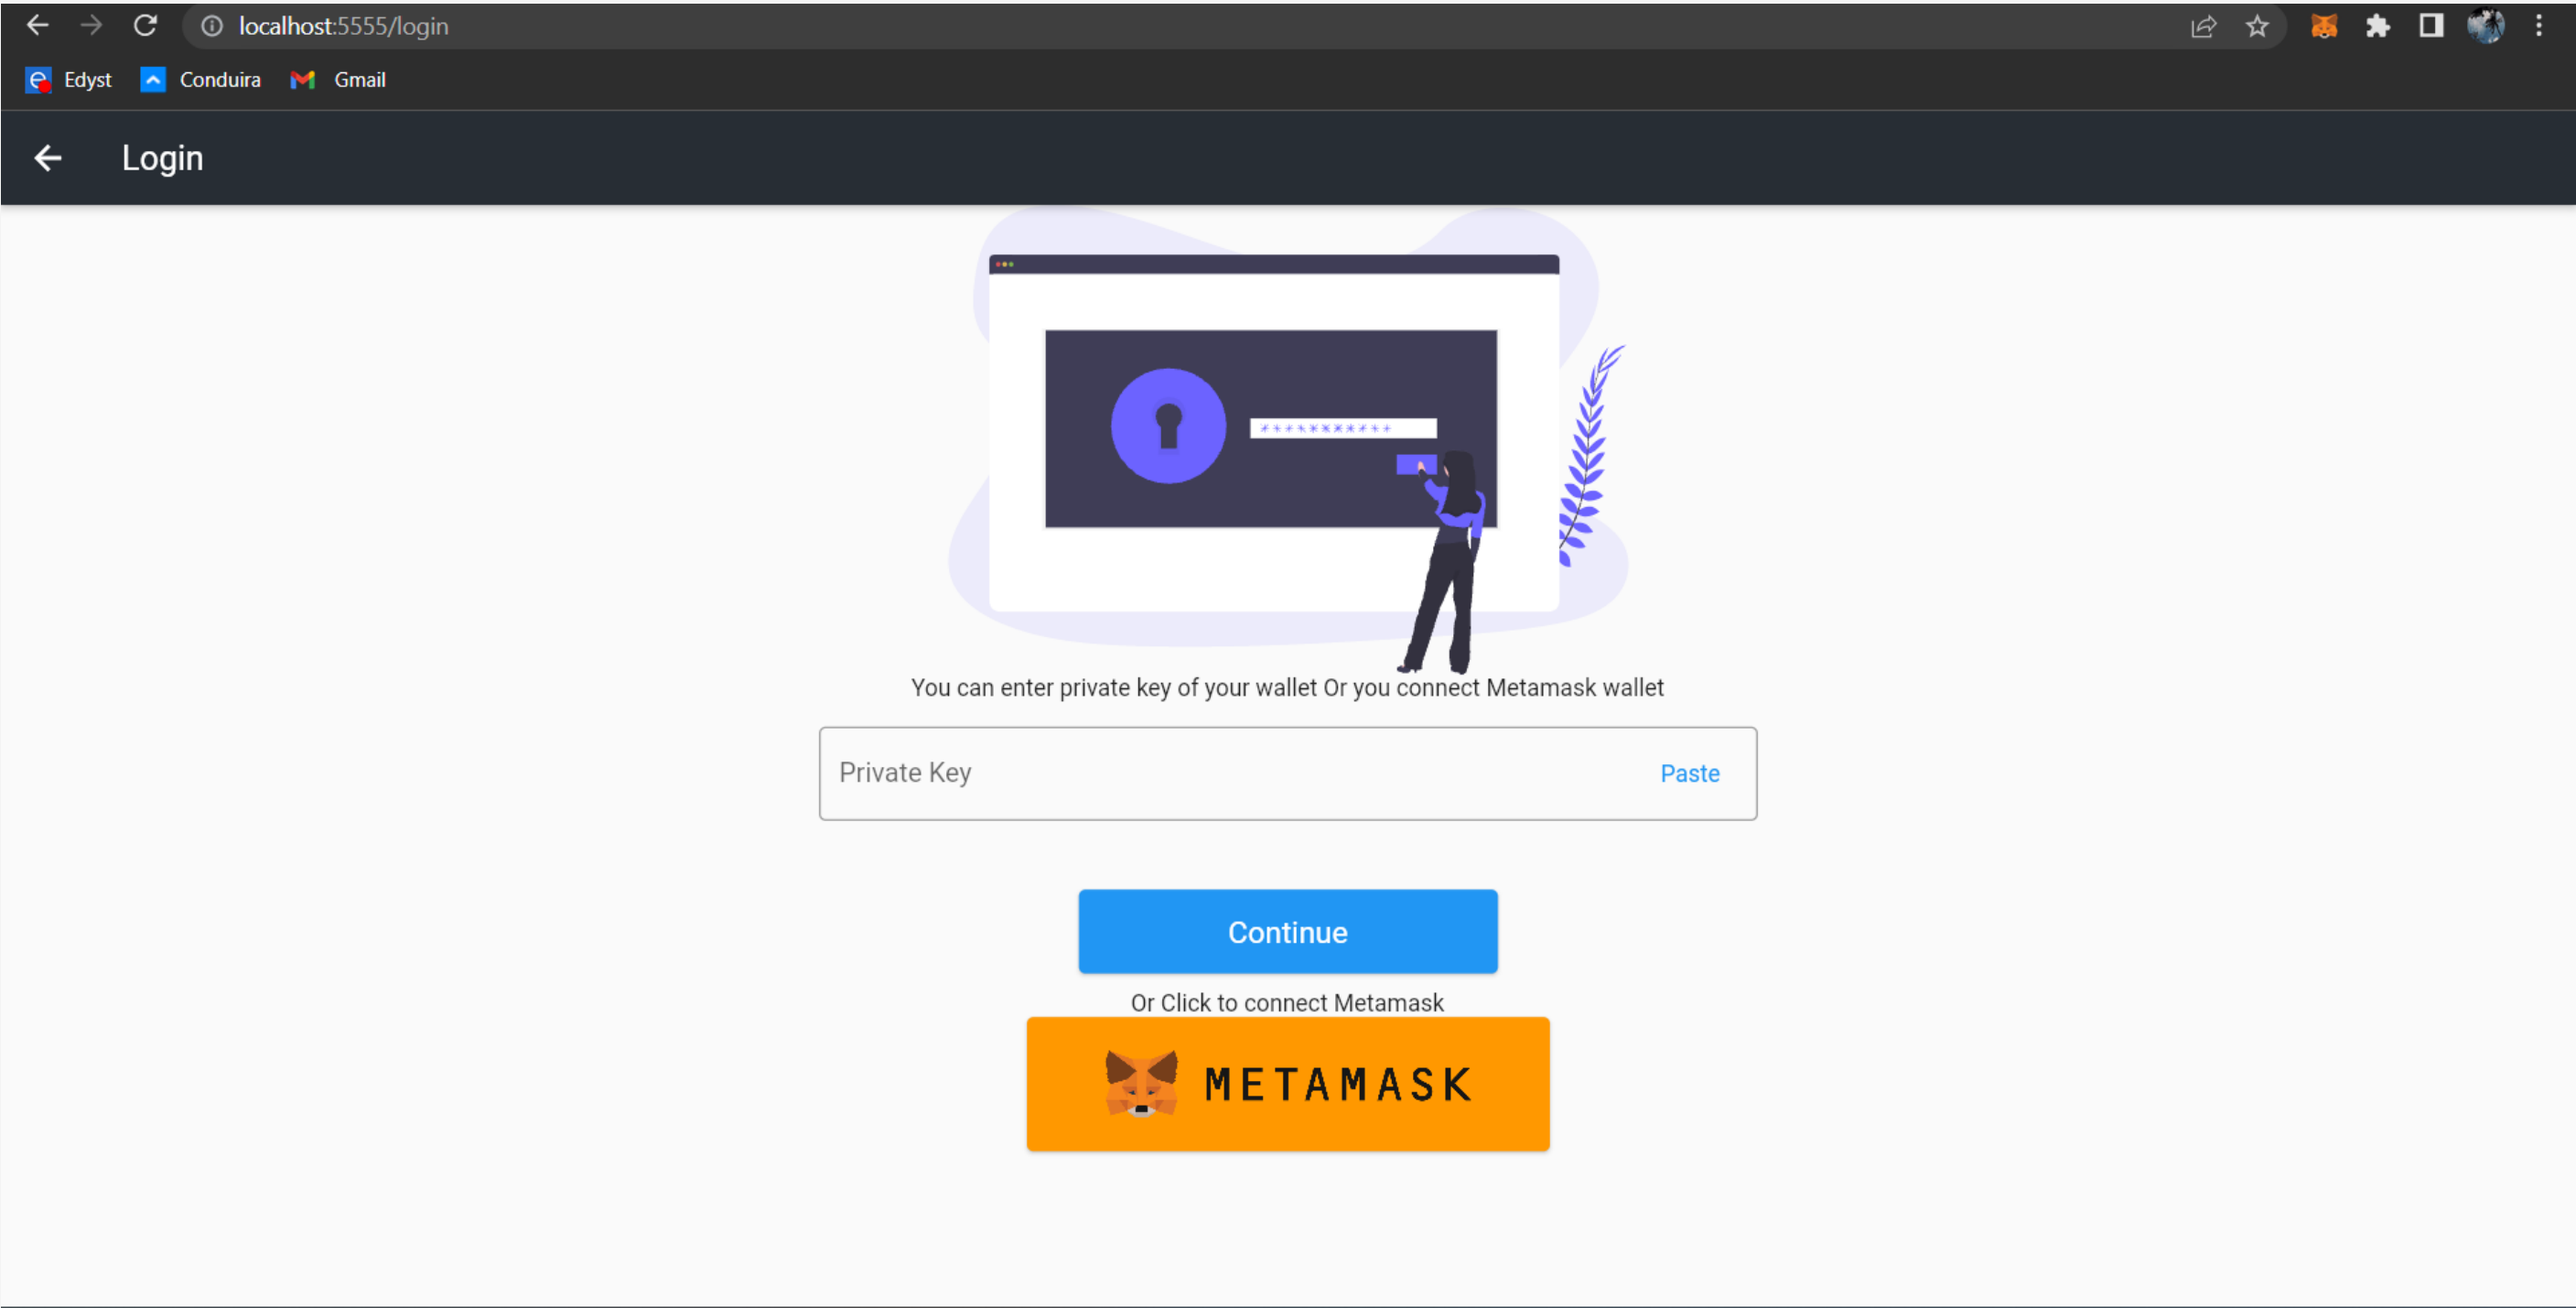 localhost:5555/login
Edyst Conduira Gmail
Login
***********
You can enter private key of your wallet Or you connect Metamask wallet
Private Key Paste
Continue
Or Click to connect Metamask
METAMASK